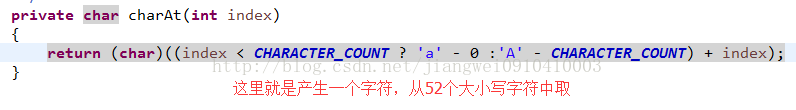 private char charAt(int index)
{
return (char)((index < CHARACTER_COUNT ? 'a' - 0 :'A' - CHARACTER_COUNT) + index);
}
http://blog.csdn.net/jiangwei0910410003
这里就是产生一个字符，从52个大小写字符中取